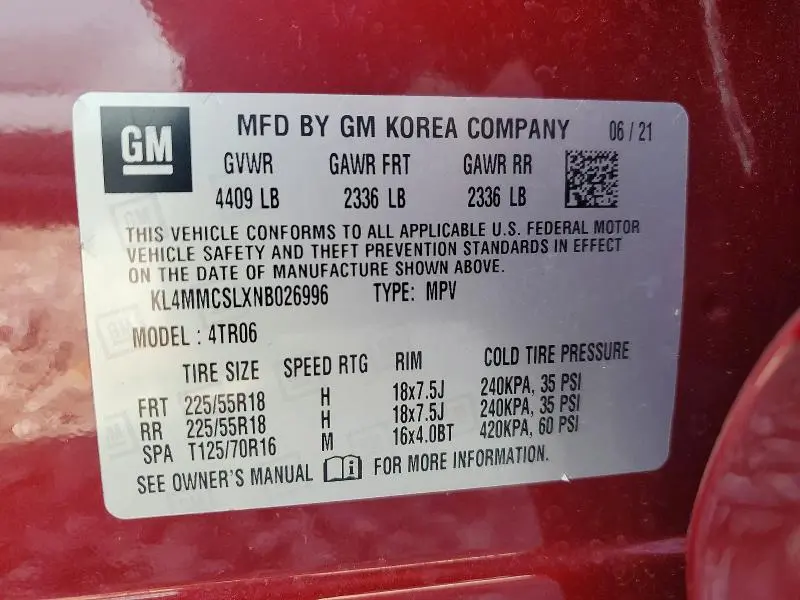 GM MFD BY GM KOREA COMPANY 06 / 21
GVWR GAWR FRT GAWR RR
4409 LB 2336 LB 2336 LB
THIS VEHICLE CONFORMS TO ALL APPLICABLE U.S. FEDERAL MOTOR
VEHICLE SAFETY AND THEFT PREVENTION STANDARDS IN EFFECT
ON THE DATE OF MANUFACTURE SHOWN ABOVE.
KL4MMCSLXNB026996 TYPE: MPV
MODEL : 4TR06
TIRE SIZE SPEED RTG RIM COLD TIRE PRESSURE
FRT 225/55R18 H 18x7.5J 240KPA, 35 PSI
RR 225/55R18 H 18x7.5J 240KPA, 35 PSI
SPA T125/70R16 M 16x4.0BT 420KPA, 60 PSI
SEE OWNER'S MANUAL FOR MORE INFORMATION.